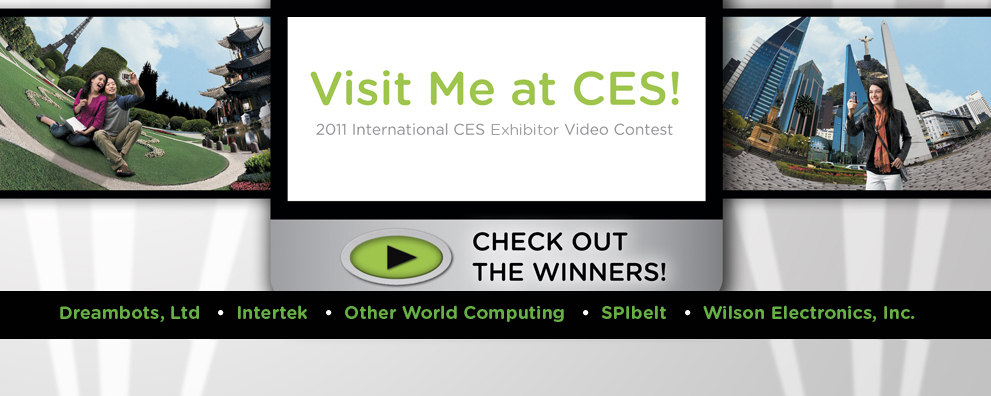 Visit Me at CES!
2011 International CES Exhibitor Video Contest
CHECK OUT
THE WINNERS!
Dreambots, Ltd • Intertek • Other World Computing • SPIbelt • Wilson Electronics, Inc.